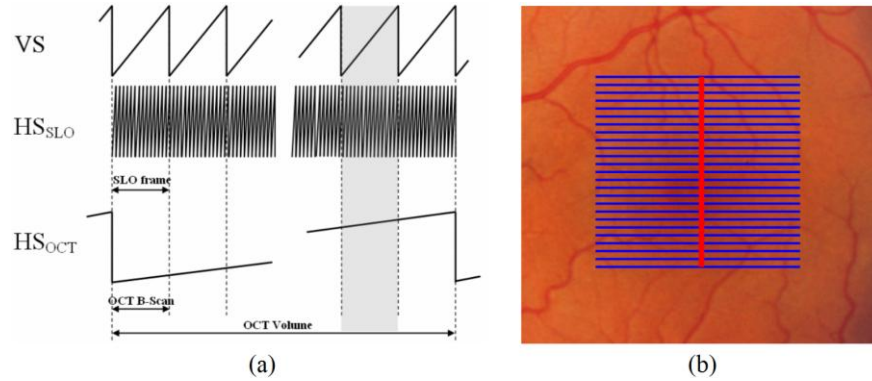 VS
HS_SLO
SLO frame
HS_OCT
OCT B-Scan
OCT Volume
(a)
(b)